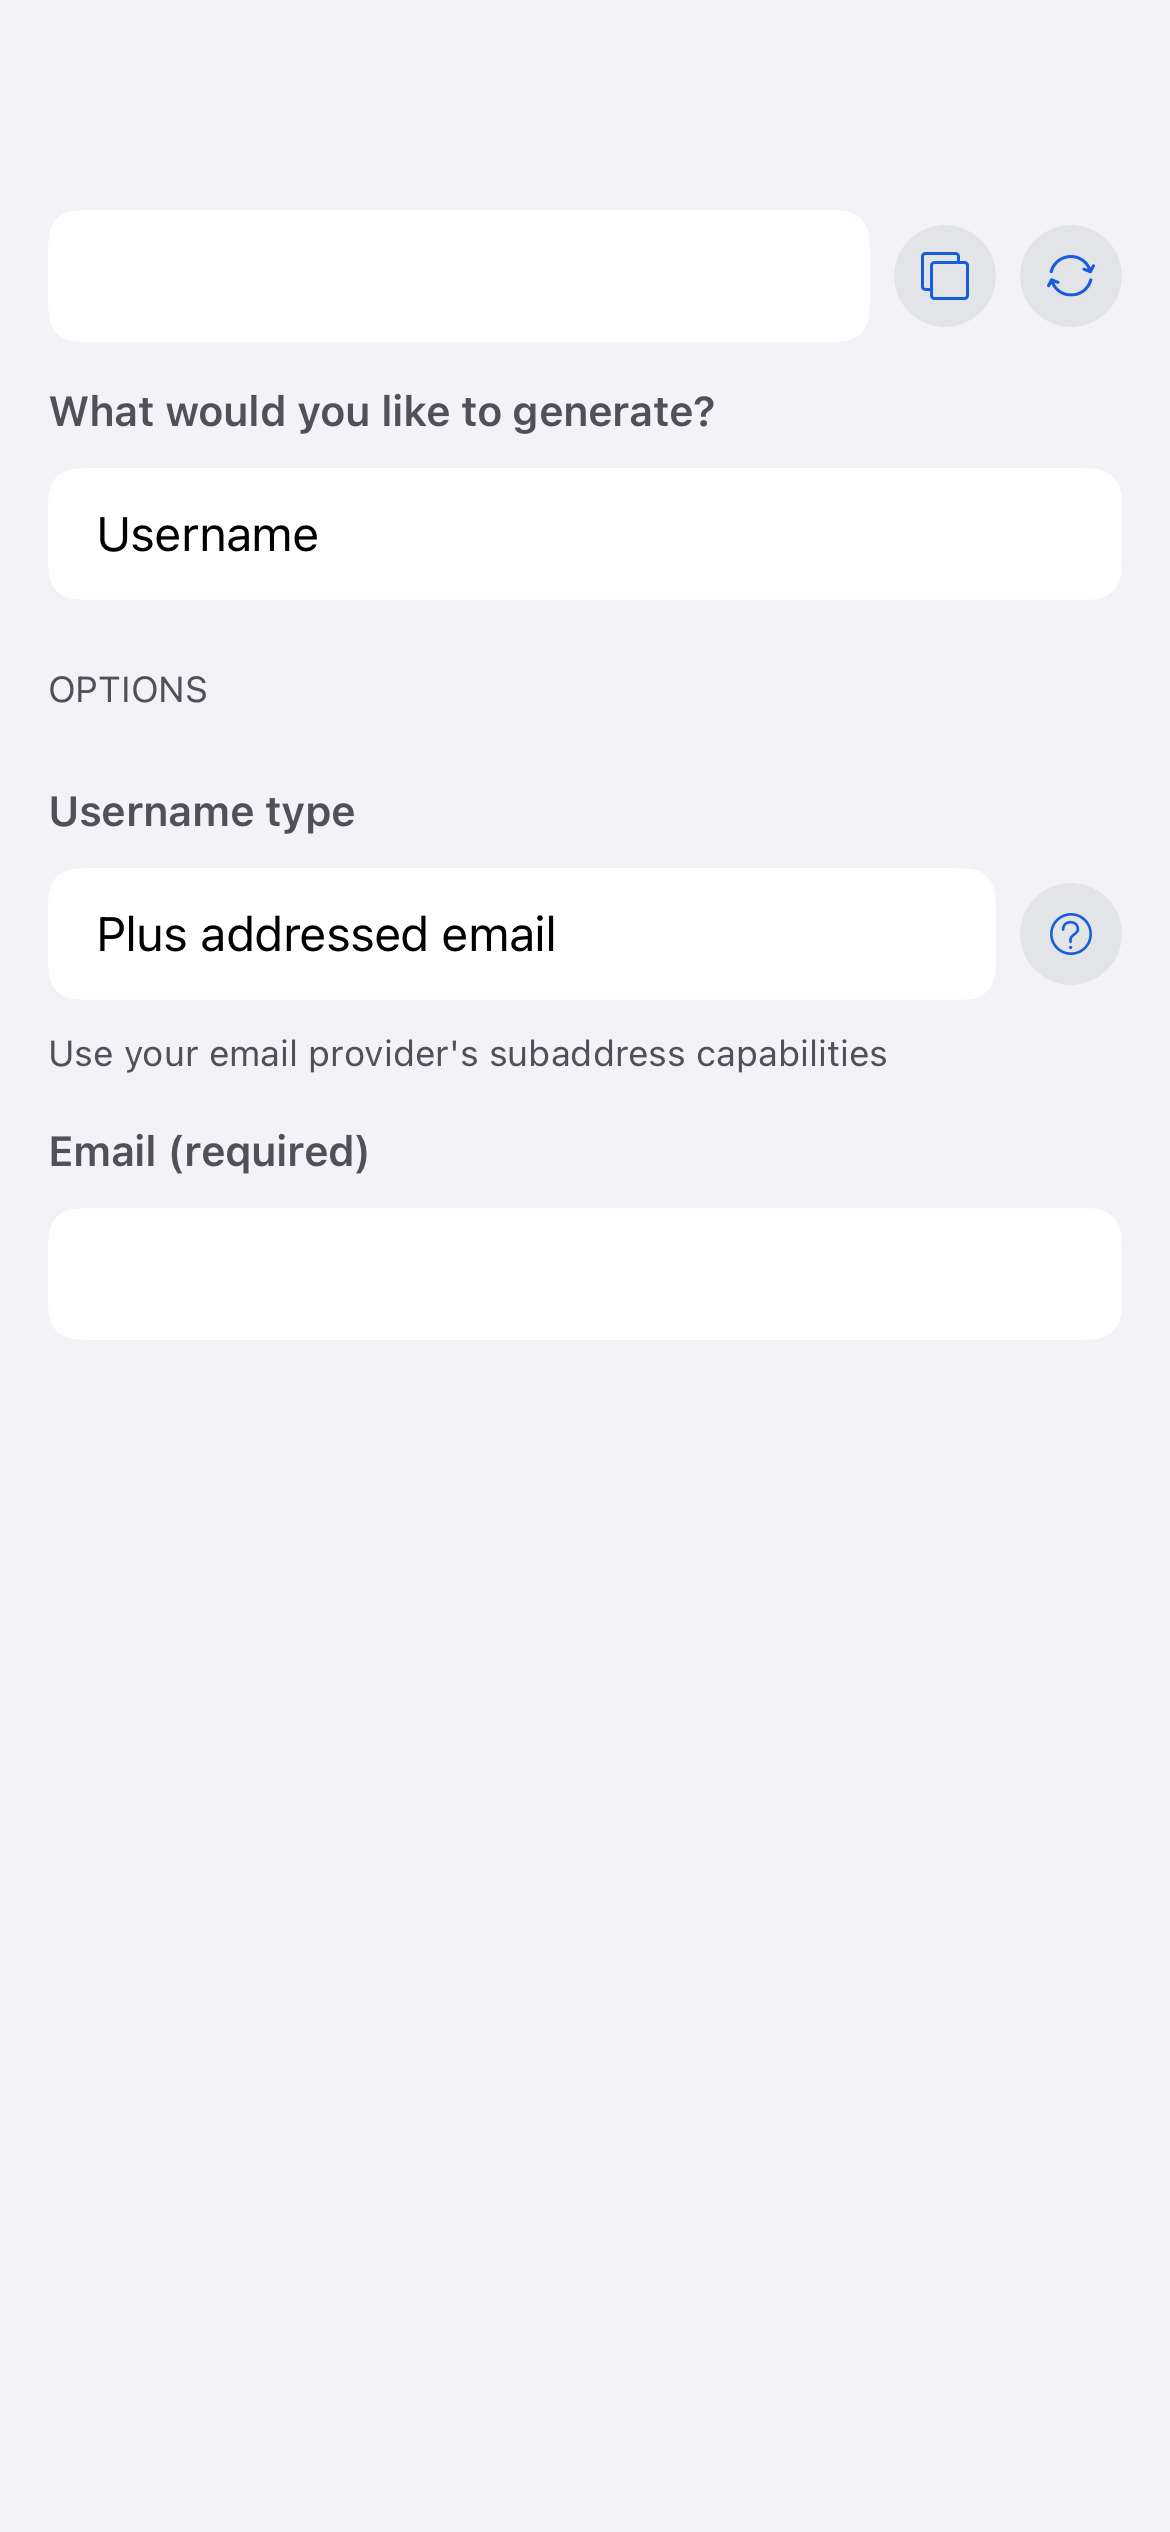 What would you like to generate?
Username
OPTIONS
Username type
Plus addressed email
Use your email provider's subaddress capabilities
Email (required)